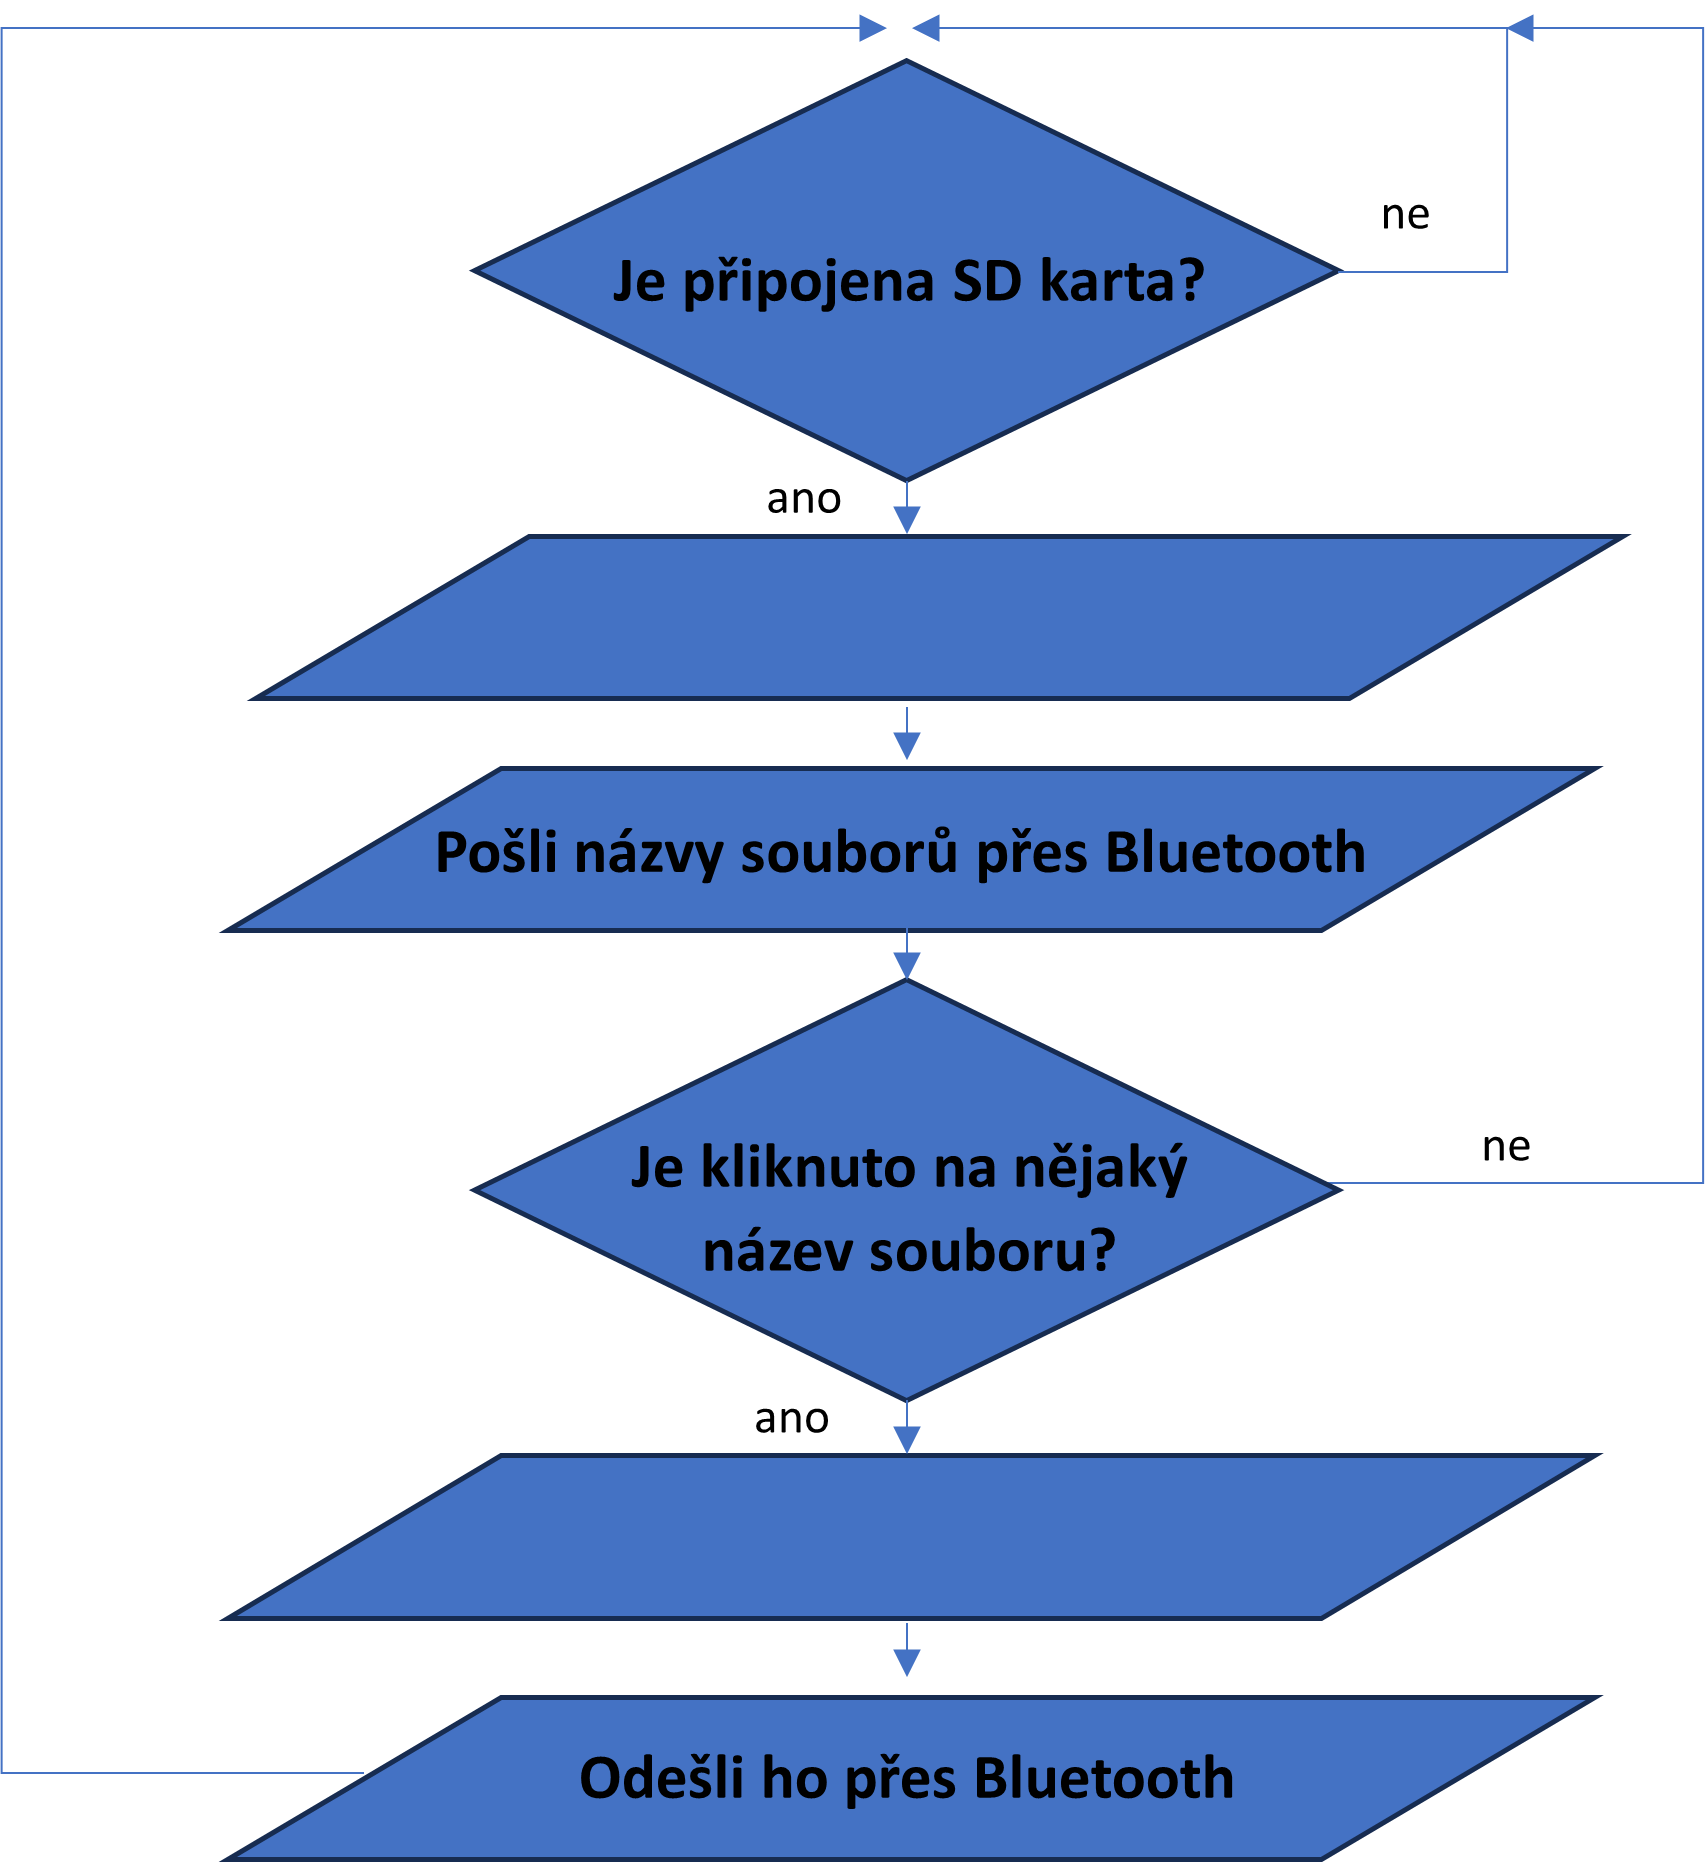 Je připojena SD karta?
ne
ano
Pošli názvy souborů přes Bluetooth
Je kliknuto na nějaký
název souboru?
ne
ano
Odešli ho přes Bluetooth